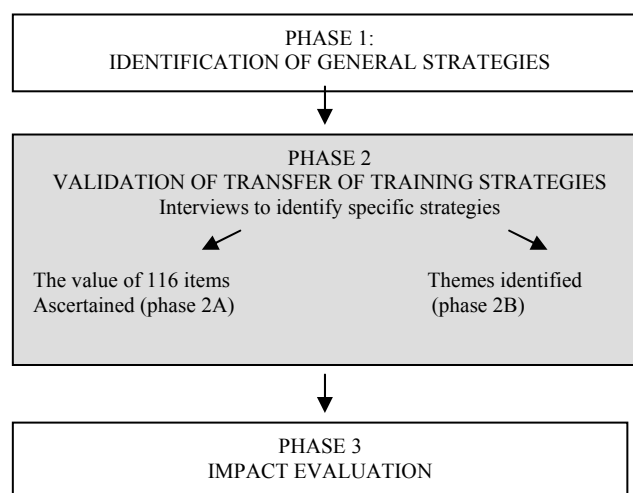 PHASE 1:
IDENTIFICATION OF GENERAL STRATEGIES
PHASE 2
VALIDATION OF TRANSFER OF TRAINING STRATEGIES
Interviews to identify specific strategies
The value of 116 items
Ascertained (phase 2A)
Themes identified
(phase 2B)
PHASE 3
IMPACT EVALUATION